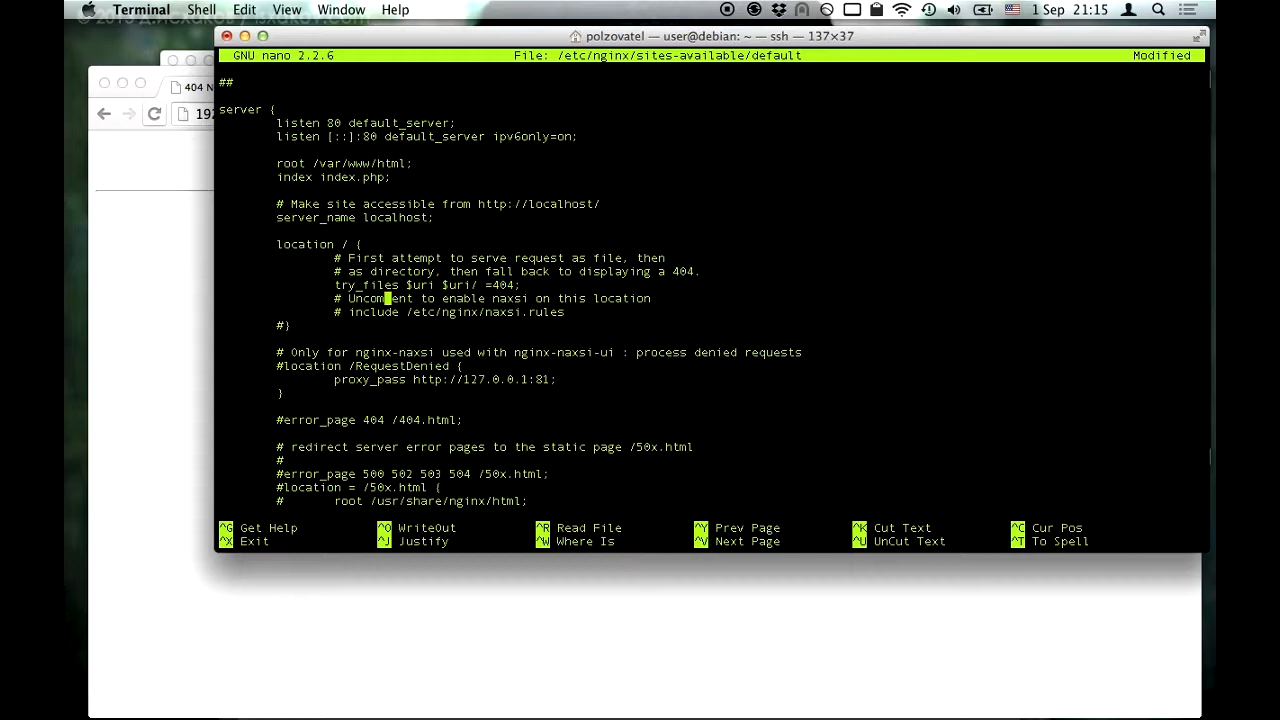 Terminal Shell Edit View Window Help 1 Sep 21:15
polzovatel — user@debian: ~ — ssh — 137×37
404 N
192
GNU nano 2.2.6 File: /etc/nginx/sites-available/default Modified
##
server {
listen 80 default_server;
listen [::]:80 default_server ipv6only=on;
root /var/www/html;
index index.php;
# Make site accessible from http://localhost/
server_name localhost;
location / {
# First attempt to serve request as file, then
# as directory, then fall back to displaying a 404.
try_files $uri $uri/ =404;
# Uncomment to enable naxsi on this location
# include /etc/nginx/naxsi.rules
#}
# Only for nginx-naxsi used with nginx-naxsi-ui : process denied requests
#location /RequestDenied {
proxy_pass http://127.0.0.1:81;
}
#error_page 404 /404.html;
# redirect server error pages to the static page /50x.html
#
#error_page 500 502 503 504 /50x.html;
#location = /50x.html {
# root /usr/share/nginx/html;
^G Get Help ^O WriteOut ^R Read File ^Y Prev Page ^K Cut Text ^C Cur Pos
^X Exit ^J Justify ^W Where Is ^V Next Page ^U UnCut Text ^T To Spell